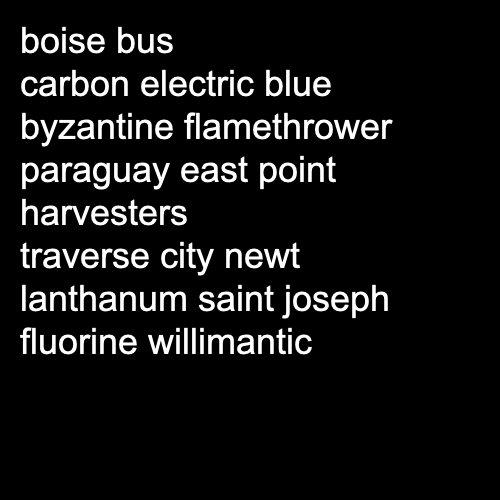 boise bus
carbon electric blue
byzantine flamethrower
paraguay east point
harvesters
traverse city newt
lanthanum saint joseph
fluorine willimantic